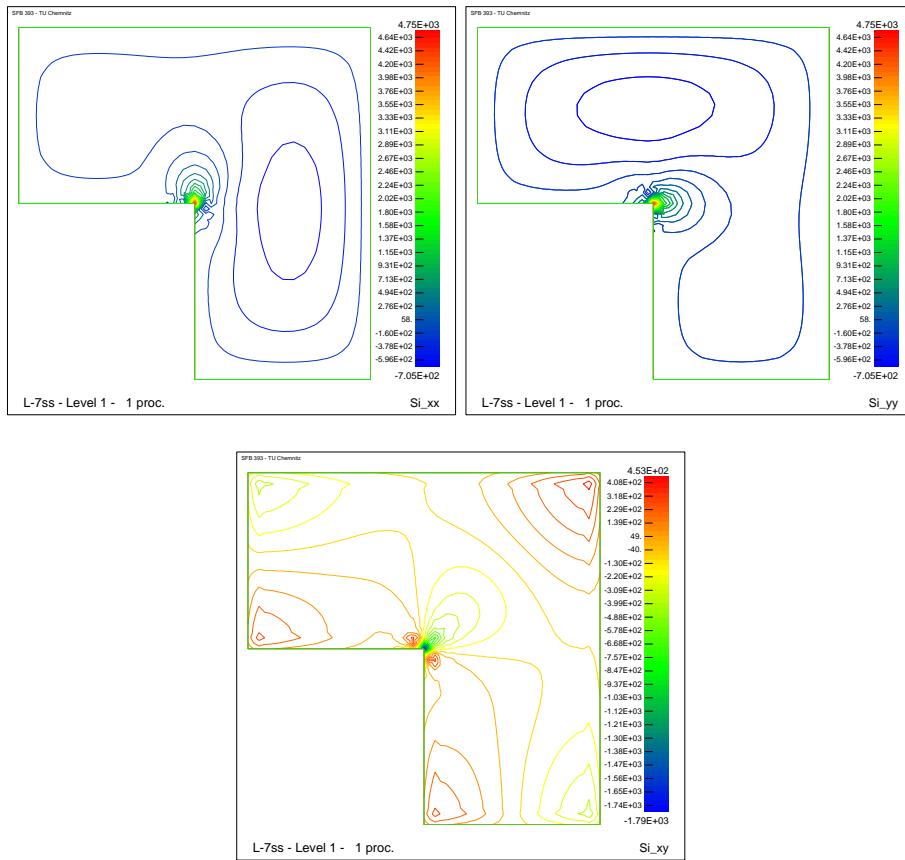 SFB 393 - TU Chemnitz
4.75E+03
4.64E+03
4.42E+03
4.20E+03
3.98E+03
3.76E+03
3.55E+03
3.33E+03
3.11E+03
2.89E+03
2.67E+03
2.46E+03
2.24E+03
2.02E+03
1.80E+03
1.58E+03
1.37E+03
1.15E+03
9.31E+02
7.13E+02
4.94E+02
2.76E+02
58.
-1.60E+02
-3.78E+02
-5.96E+02
-7.05E+02
L-7ss - Level 1 - 1 proc.
Si_xx
SFB 393 - TU Chemnitz
4.75E+03
4.64E+03
4.42E+03
4.20E+03
3.98E+03
3.76E+03
3.55E+03
3.33E+03
3.11E+03
2.89E+03
2.67E+03
2.46E+03
2.24E+03
2.02E+03
1.80E+03
1.58E+03
1.37E+03
1.15E+03
9.31E+02
7.13E+02
4.94E+02
2.76E+02
58.
-1.60E+02
-3.78E+02
-5.96E+02
-7.05E+02
L-7ss - Level 1 - 1 proc.
Si_yy
SFB 393 - TU Chemnitz
4.53E+02
4.08E+02
3.18E+02
2.29E+02
1.39E+02
49.
-40.
-1.30E+02
-2.20E+02
-3.09E+02
-3.99E+02
-4.88E+02
-5.78E+02
-6.68E+02
-7.57E+02
-8.47E+02
-9.37E+02
-1.03E+03
-1.12E+03
-1.21E+03
-1.30E+03
-1.38E+03
-1.47E+03
-1.56E+03
-1.65E+03
-1.74E+03
-1.79E+03
L-7ss - Level 1 - 1 proc.
Si_xy